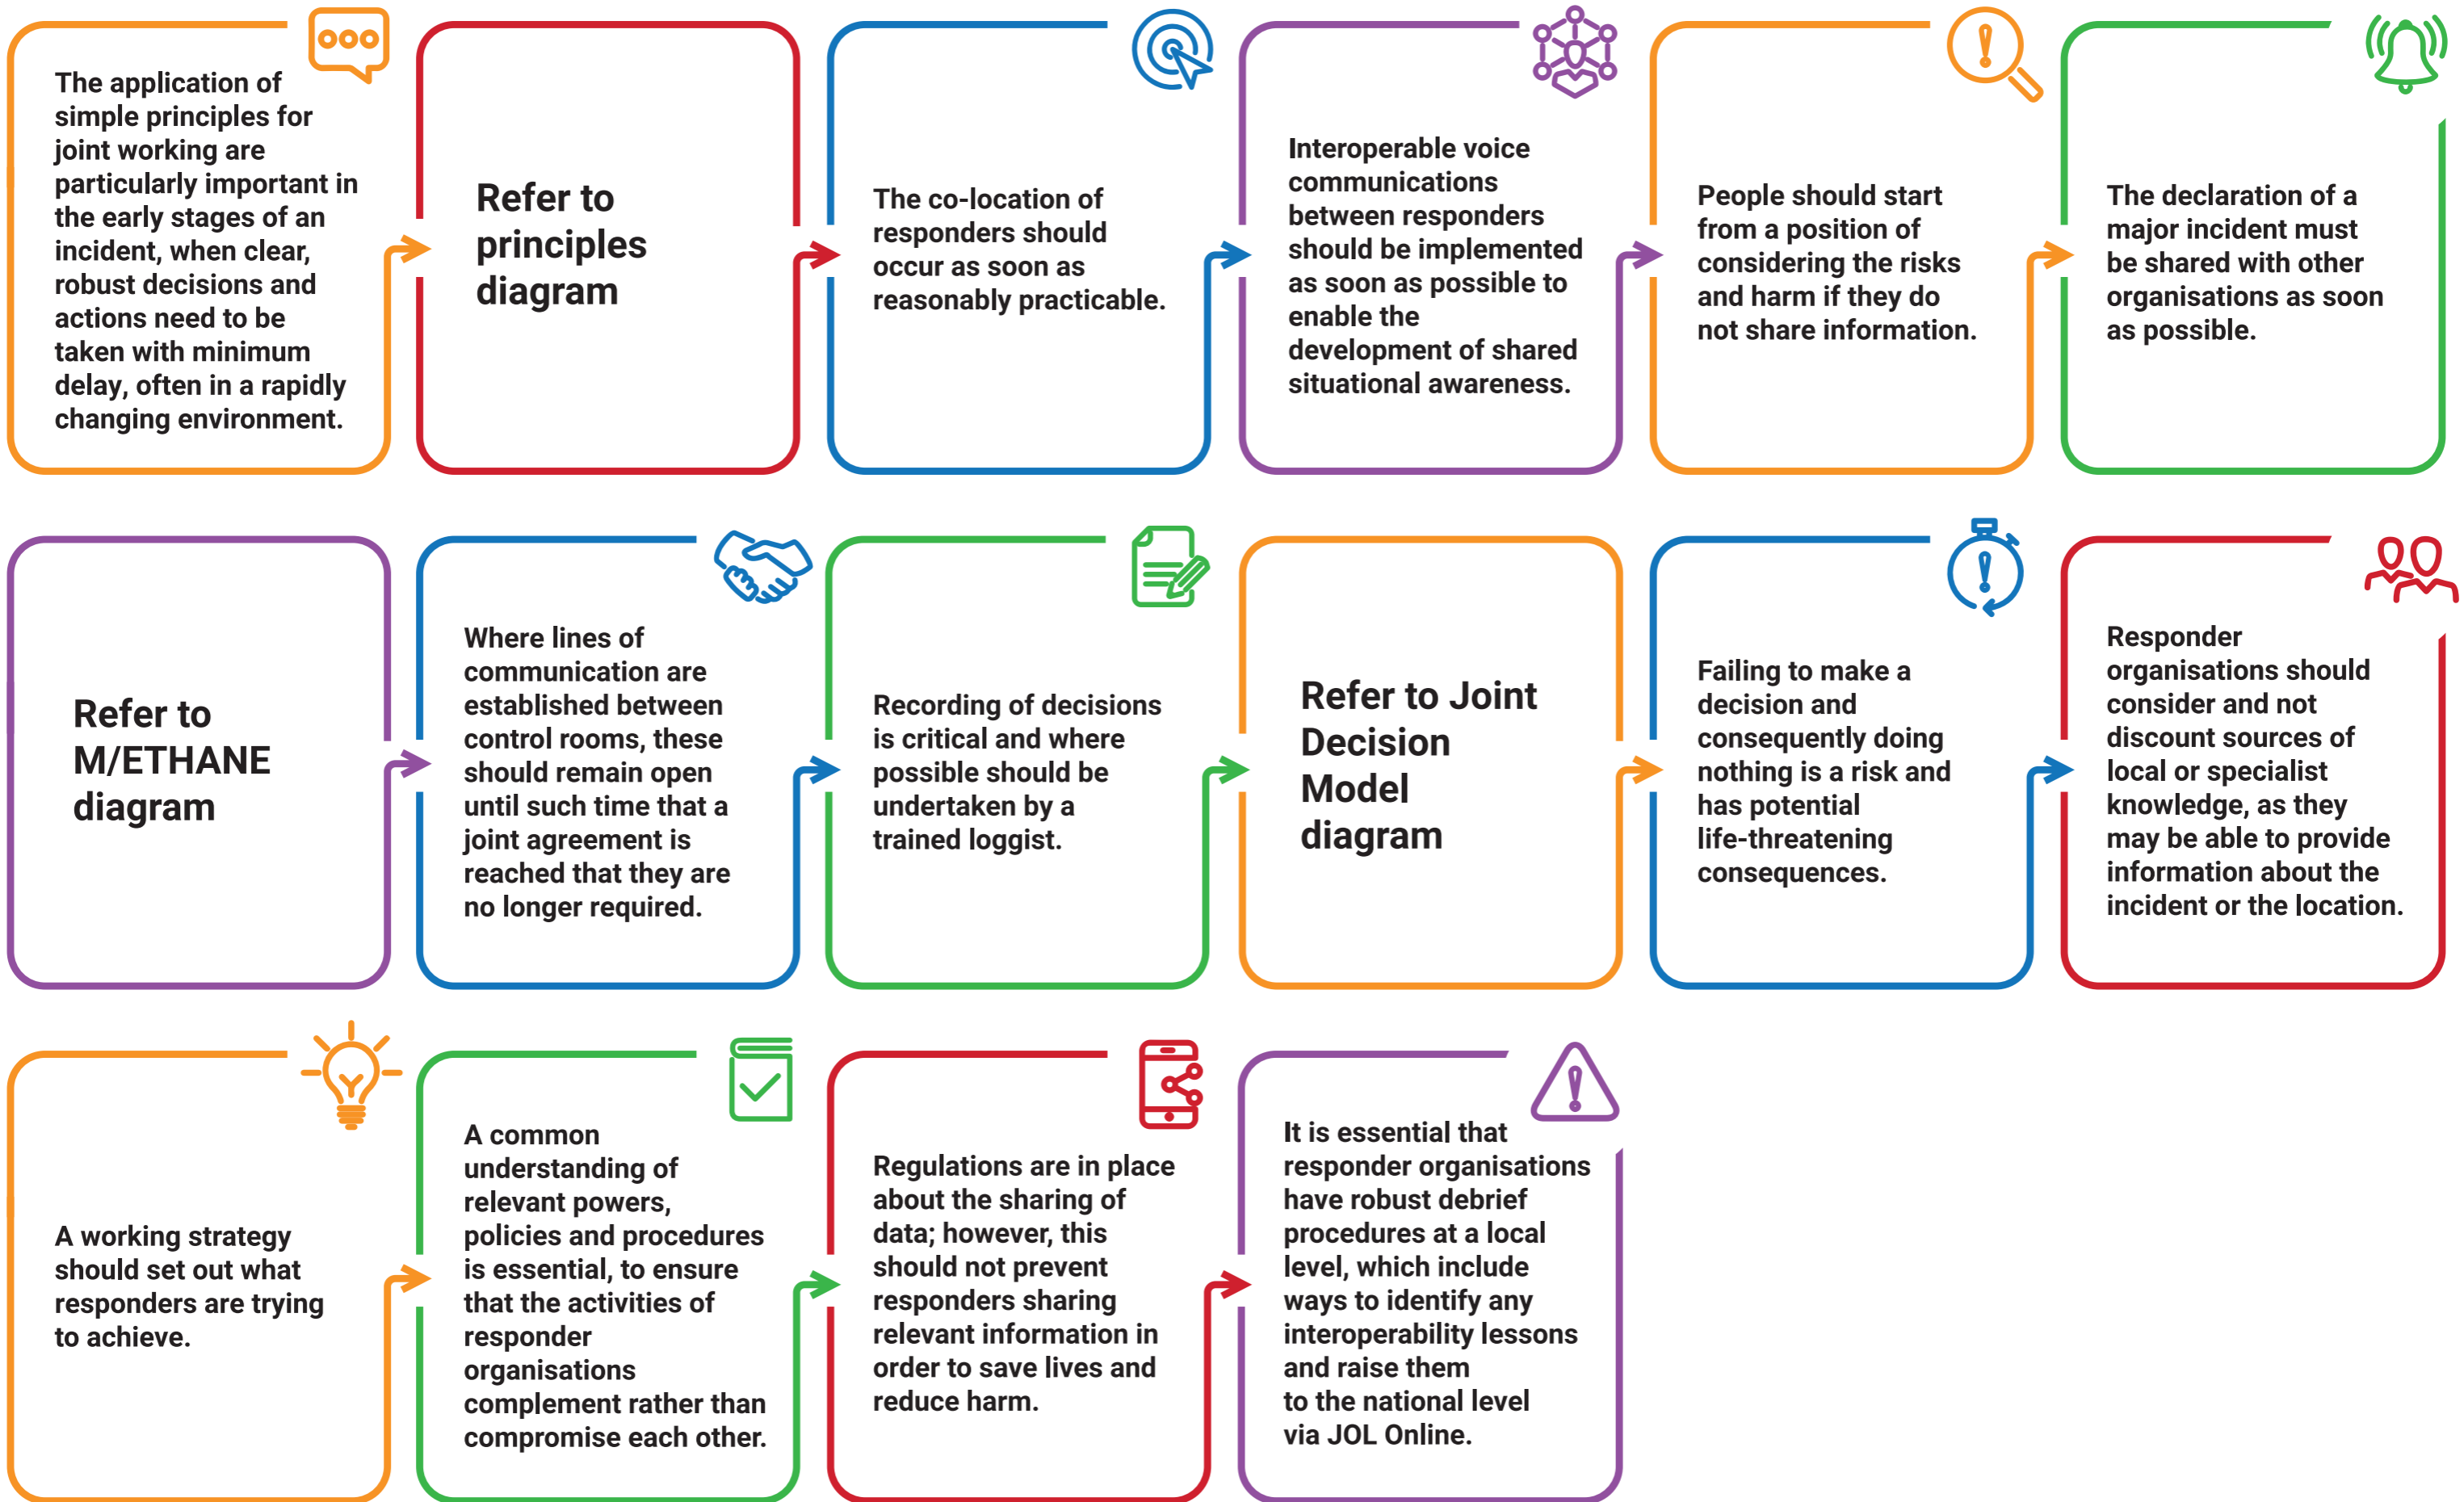 The application of
simple principles for
joint working are
particularly important in
the early stages of an
incident, when clear,
robust decisions and
actions need to be
taken with minimum
delay, often in a rapidly
changing environment.
Refer to
principles
diagram
The co-location of
responders should
occur as soon as
reasonably practicable.
Interoperable voice
communications
between responders
should be implemented
as soon as possible to
enable the
development of shared
situational awareness.
People should start
from a position of
considering the risks
and harm if they do
not share information.
The declaration of a
major incident must
be shared with other
organisations as soon
as possible.
Refer to
M/ETHANE
diagram
Where lines of
communication are
established between
control rooms, these
should remain open
until such time that a
joint agreement is
reached that they are
no longer required.
Recording of decisions
is critical and where
possible should be
undertaken by a
trained loggist.
Refer to Joint
Decision
Model
diagram
Failing to make a
decision and
consequently doing
nothing is a risk and
has potential
life-threatening
consequences.
Responder
organisations should
consider and not
discount sources of
local or specialist
knowledge, as they
may be able to provide
information about the
incident or the location.
A working strategy
should set out what
responders are trying
to achieve.
A common
understanding of
relevant powers,
policies and procedures
is essential, to ensure
that the activities of
responder
organisations
complement rather than
compromise each other.
Regulations are in place
about the sharing of
data; however, this
should not prevent
responders sharing
relevant information in
order to save lives and
reduce harm.
It is essential that
responder organisations
have robust debrief
procedures at a local
level, which include
ways to identify any
interoperability lessons
and raise them
to the national level
via JOL Online.